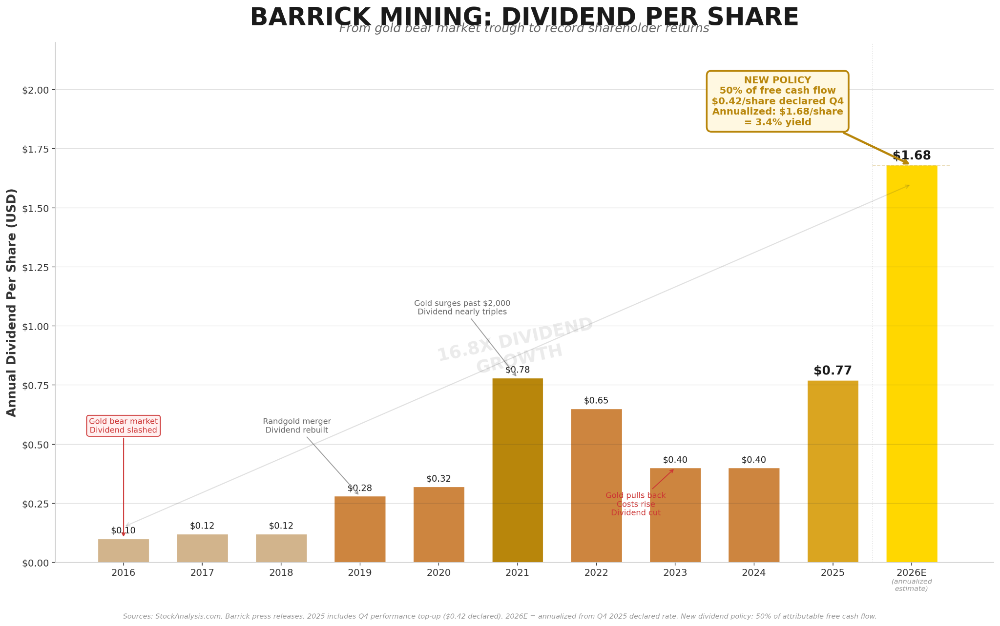 BARRICK MINING: DIVIDEND PER SHARE
From gold bear market trough to record shareholder returns
Annual Dividend Per Share (USD)
$2.00
$1.75
$1.50
$1.25
$1.00
$0.75
$0.50
$0.25
$0.00
NEW POLICY
50% of free cash flow
$0.42/share declared Q4
Annualized: $1.68/share
= 3.4% yield
$1.68
Gold surges past $2,000
Dividend nearly triples
16.8X DIVIDEND
GROWTH
$0.78
$0.77
$0.65
Gold bear market
Dividend slashed
Randgold merger
Dividend rebuilt
$0.40
$0.40
$0.28
$0.32
Gold pulls back
Costs rise
Dividend cut
$0.10
$0.12
$0.12
2016
2017
2018
2019
2020
2021
2022
2023
2024
2025
2026E
(annualized
estimate)
Sources: StockAnalysis.com, Barrick press releases. 2025 includes Q4 performance top-up ($0.42 declared). 2026E = annualized from Q4 2025 declared rate. New dividend policy: 50% of attributable free cash flow.